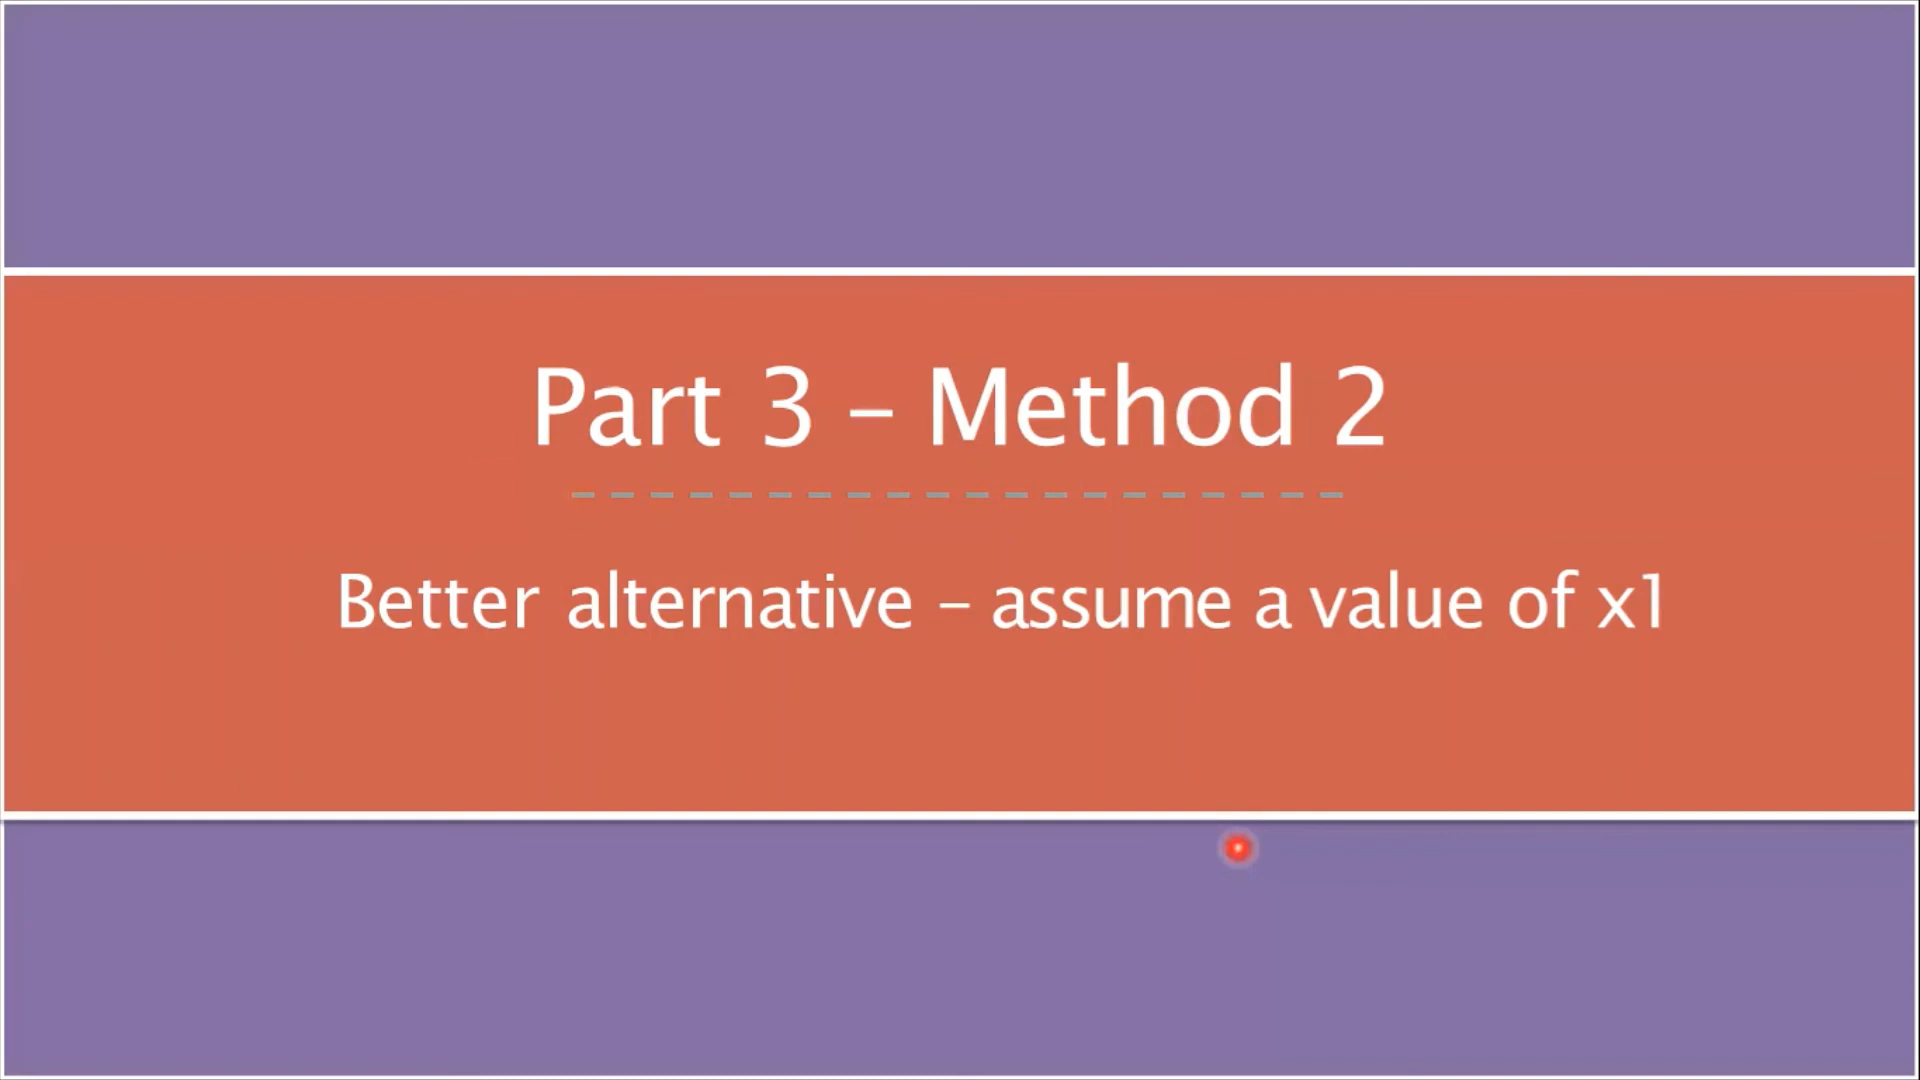 Part 3 – Method 2
Better alternative – assume a value of x1